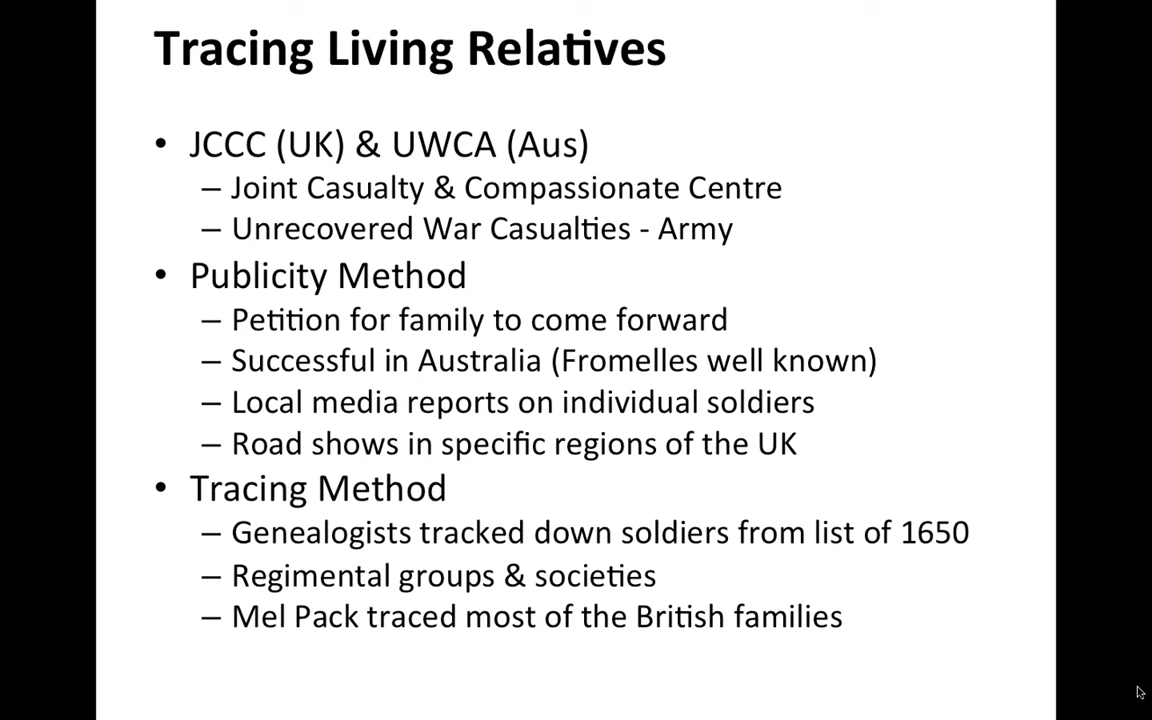 Tracing Living Relatives
• JCCC (UK) & UWCA (Aus)
– Joint Casualty & Compassionate Centre
– Unrecovered War Casualties - Army
• Publicity Method
– Petition for family to come forward
– Successful in Australia (Fromelles well known)
– Local media reports on individual soldiers
– Road shows in specific regions of the UK
• Tracing Method
– Genealogists tracked down soldiers from list of 1650
– Regimental groups & societies
– Mel Pack traced most of the British families